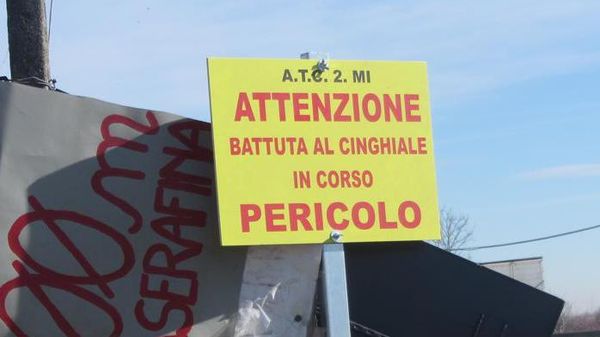 A.T.C. 2. MI
ATTENZIONE
BATTUTA AL CINGHIALE
IN CORSO
PERICOLO
SERAFINA